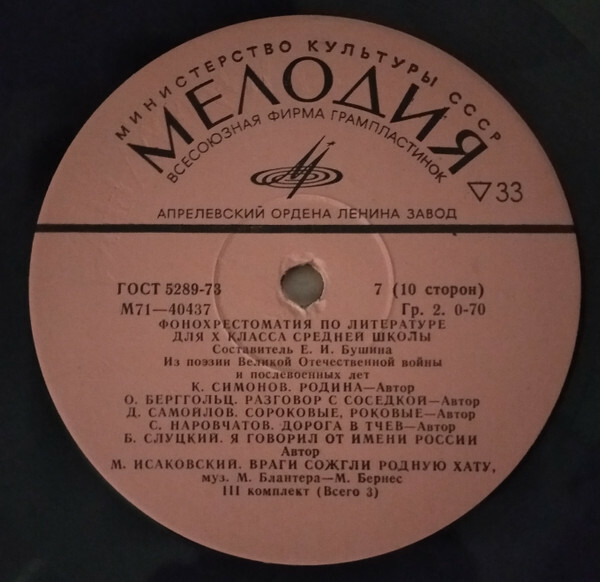 МИНИСТЕРСТВО КУЛЬТУРЫ СССР
МЕЛОДИЯ
ВСЕСОЮЗНАЯ ФИРМА ГРАМПЛАСТИНОК
▽33
АПРЕЛЕВСКИЙ ОРДЕНА ЛЕНИНА ЗАВОД
ГОСТ 5289-73 7 (10 сторон)
М71—40437 Гр. 2. 0-70
ФОНОХРЕСТОМАТИЯ ПО ЛИТЕРАТУРЕ
ДЛЯ X КЛАССА СРЕДНЕЙ ШКОЛЫ
Составитель Е. И. Бушина
Из поэзии Великой Отечественной войны
и послевоенных лет
К. СИМОНОВ. РОДИНА—Автор
О. БЕРГГОЛЬЦ. РАЗГОВОР С СОСЕДКОЙ—Автор
Д. САМОЙЛОВ. СОРОКОВЫЕ, РОКОВЫЕ—Автор
С. НАРОВЧАТОВ. ДОРОГА В ТЧЕВ—Автор
Б. СЛУЦКИЙ. Я ГОВОРИЛ ОТ ИМЕНИ РОССИИ
Автор
М. ИСАКОВСКИЙ. ВРАГИ СОЖГЛИ РОДНУЮ ХАТУ,
муз. М. Блантера—М. Бернес
III комплект (Всего 3)